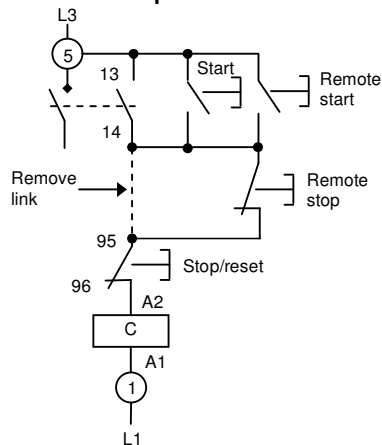 L3
5
13
Start
Remote
start
14
Remove
link
Remote
stop
95
Stop/reset
96
A2
C
A1
1
L1